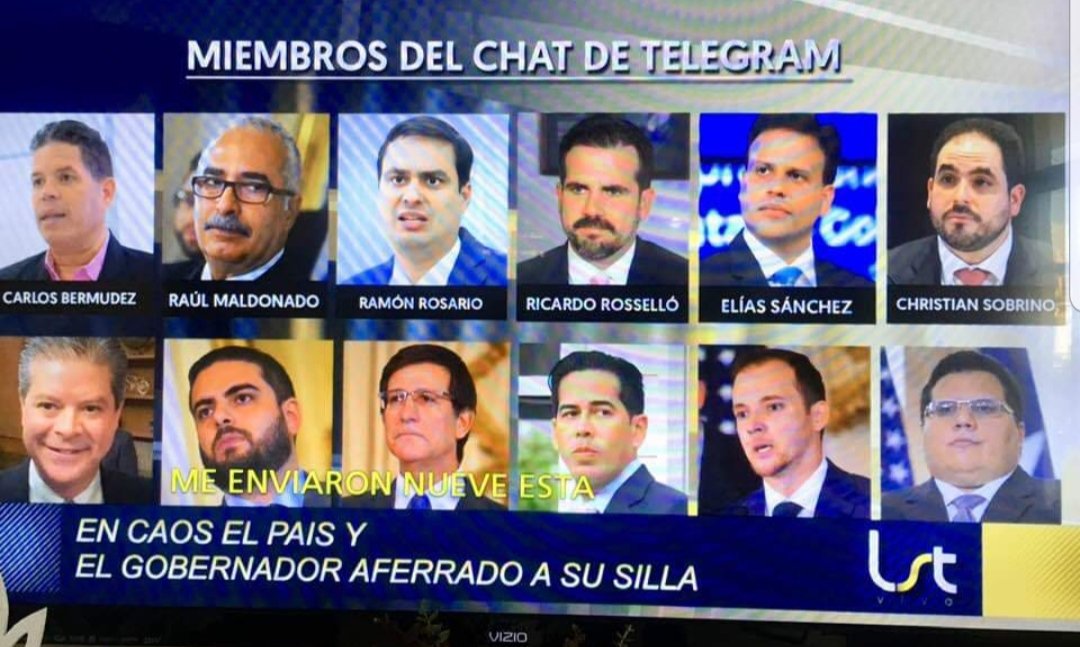 MIEMBROS DEL CHAT DE TELEGRAM
CARLOS BERMUDEZ
RAÚL MALDONADO
RAMÓN ROSARIO
RICARDO ROSSELLÓ
ELÍAS SÁNCHEZ
CHRISTIAN SOBRINO
ME ENVIARON NUEVE ESTA
EN CAOS EL PAIS Y
EL GOBERNADOR AFERRADO A SU SILLA
lst
vivo
VIZIO